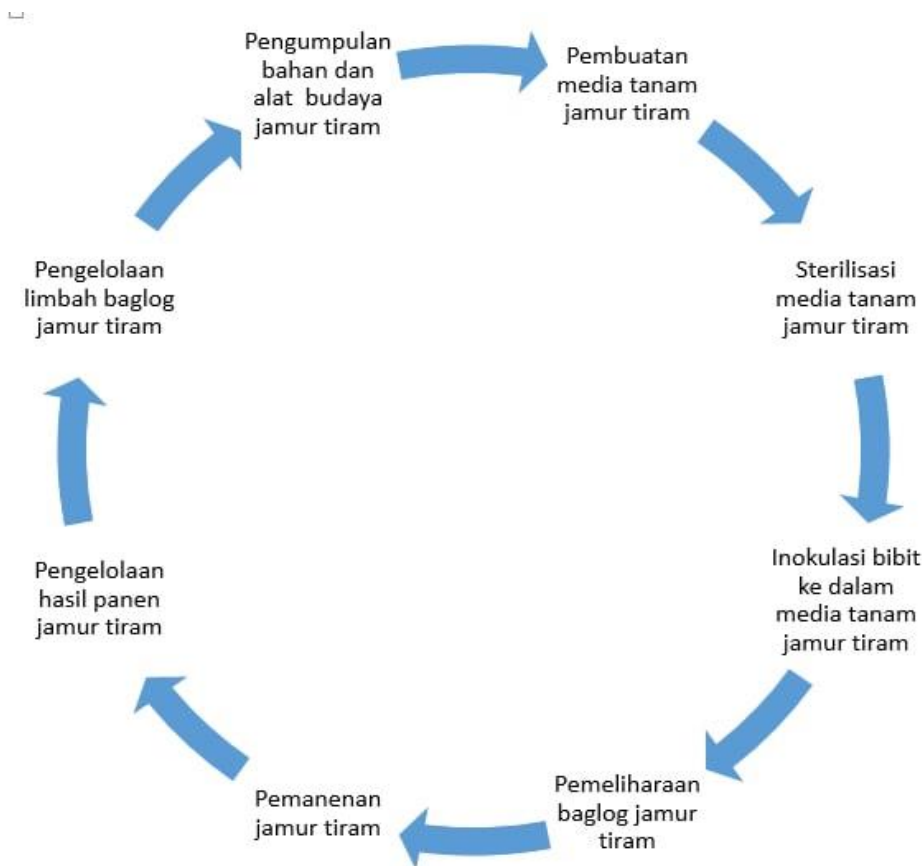 Pengumpulan
bahan dan
alat budaya
jamur tiram
Pembuatan
media tanam
jamur tiram
Sterilisasi
media tanam
jamur tiram
Inokulasi bibit
ke dalam
media tanam
jamur tiram
Pemeliharaan
baglog jamur
tiram
Pemanenan
jamur tiram
Pengelolaan
hasil panen
jamur tiram
Pengelolaan
limbah baglog
jamur tiram